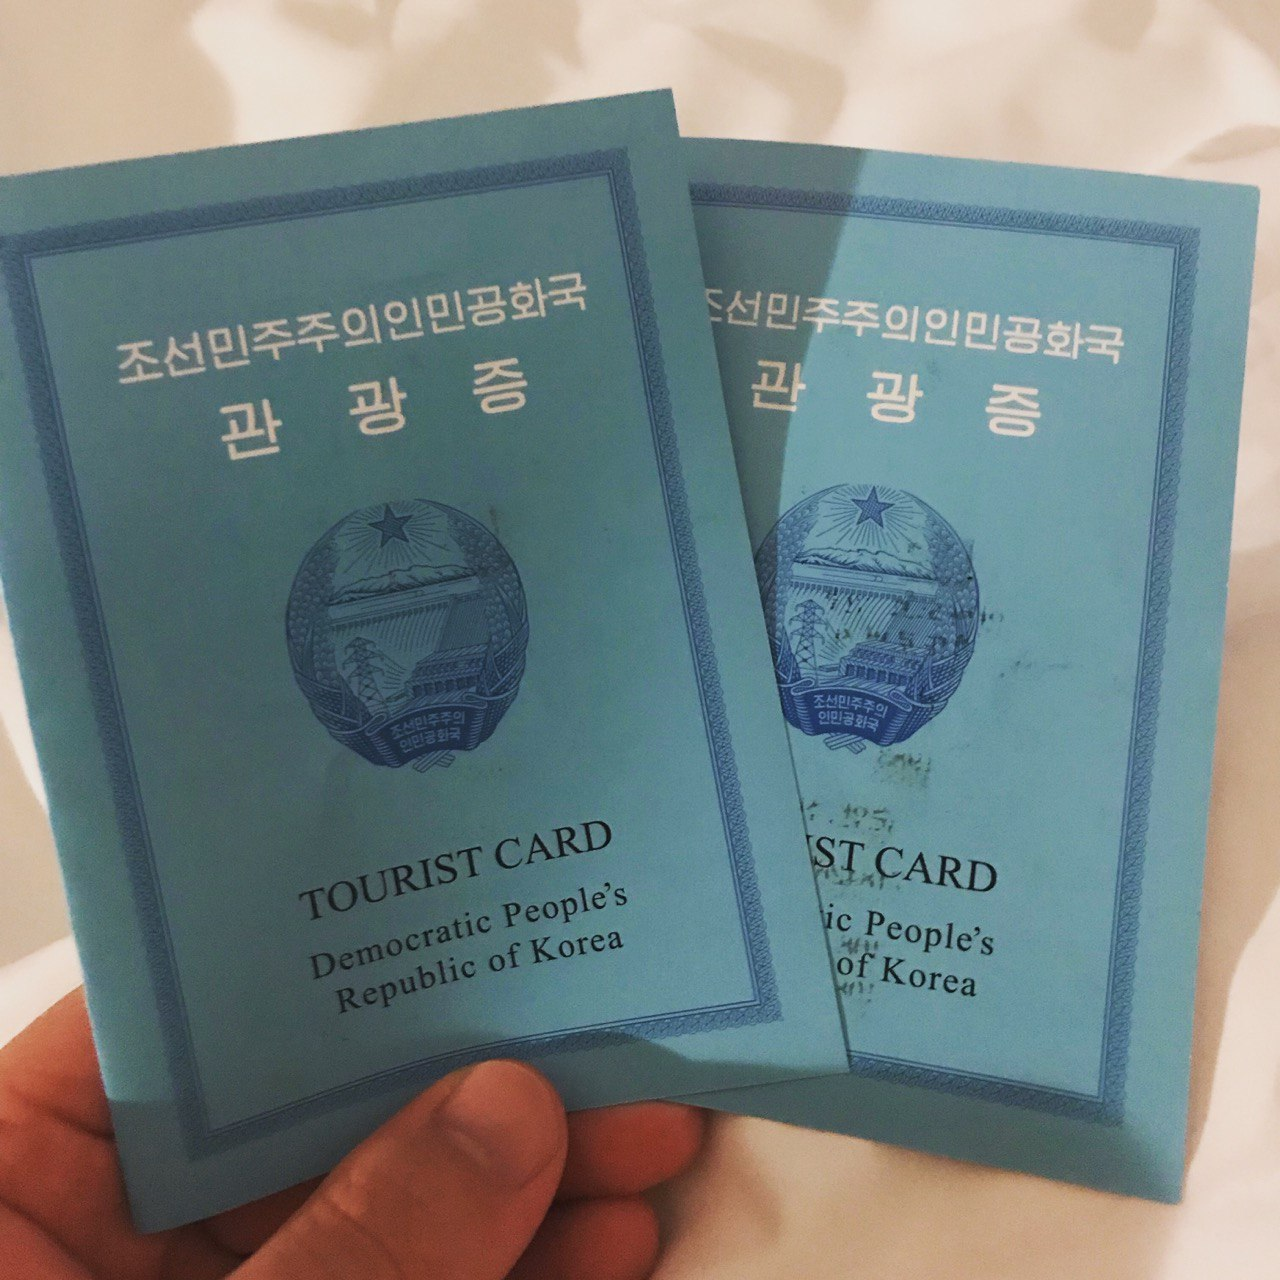 조선민주주의인민공화국
관 광 증
조선민주주의
인민공화국
TOURIST CARD
Democratic People's
Republic of Korea
조선민주주의인민공화국
관 광 증
조선민주주의
인민공화국
IST CARD
ic People's
of Korea